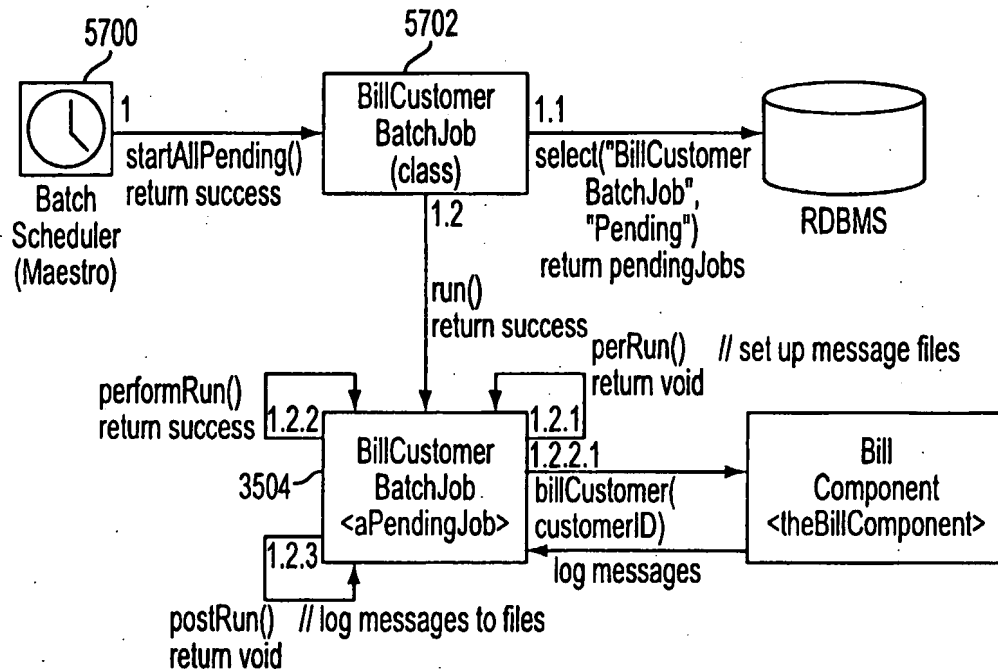 5700
5702
1
startAllPending()
return success
Batch
Scheduler
(Maestro)
BillCustomer
BatchJob
(class)
1.1
select("BillCustomer
BatchJob",
"Pending")
return pendingJobs
RDBMS
1.2
run()
return success
perRun() // set up message files
return void
performRun()
return success
1.2.2
1.2.1
3504
BillCustomer
BatchJob
<aPendingJob>
1.2.2.1
billCustomer(
customerID)
log messages
Bill
Component
<theBillComponent>
1.2.3
postRun() // log messages to files
return void